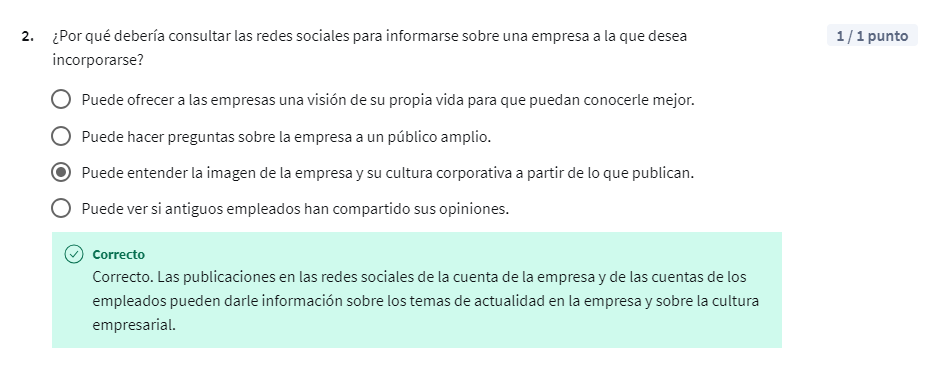 2. ¿Por qué debería consultar las redes sociales para informarse sobre una empresa a la que desea
incorporarse?
1 / 1 punto
Puede ofrecer a las empresas una visión de su propia vida para que puedan conocerle mejor.
Puede hacer preguntas sobre la empresa a un público amplio.
Puede entender la imagen de la empresa y su cultura corporativa a partir de lo que publican.
Puede ver si antiguos empleados han compartido sus opiniones.
Correcto
Correcto. Las publicaciones en las redes sociales de la cuenta de la empresa y de las cuentas de los
empleados pueden darle información sobre los temas de actualidad en la empresa y sobre la cultura
empresarial.